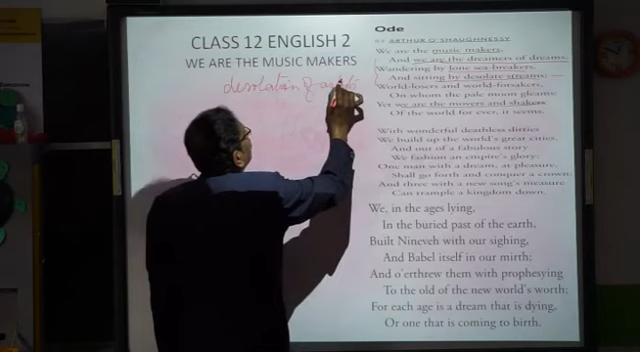 CLASS 12 ENGLISH 2
WE ARE THE MUSIC MAKERS
desolation of
Ode
BY ARTHUR O'SHAUGHNESSY
We are the music makers,
And we are the dreamers of dreams,
Wandering by lone sea-breakers,
And sitting by desolate streams; —
World-losers and world-forsakers,
On whom the pale moon gleams:
Yet we are the movers and shakers
Of the world for ever, it seems.
With wonderful deathless ditties
We build up the world's great cities,
And out of a fabulous story
We fashion an empire's glory:
One man with a dream, at pleasure,
Shall go forth and conquer a crown;
And three with a new song's measure
Can trample a kingdom down.
We, in the ages lying,
In the buried past of the earth,
Built Nineveh with our sighing,
And Babel itself in our mirth;
And o'erthrew them with prophesying
To the old of the new world's worth;
For each age is a dream that is dying,
Or one that is coming to birth.